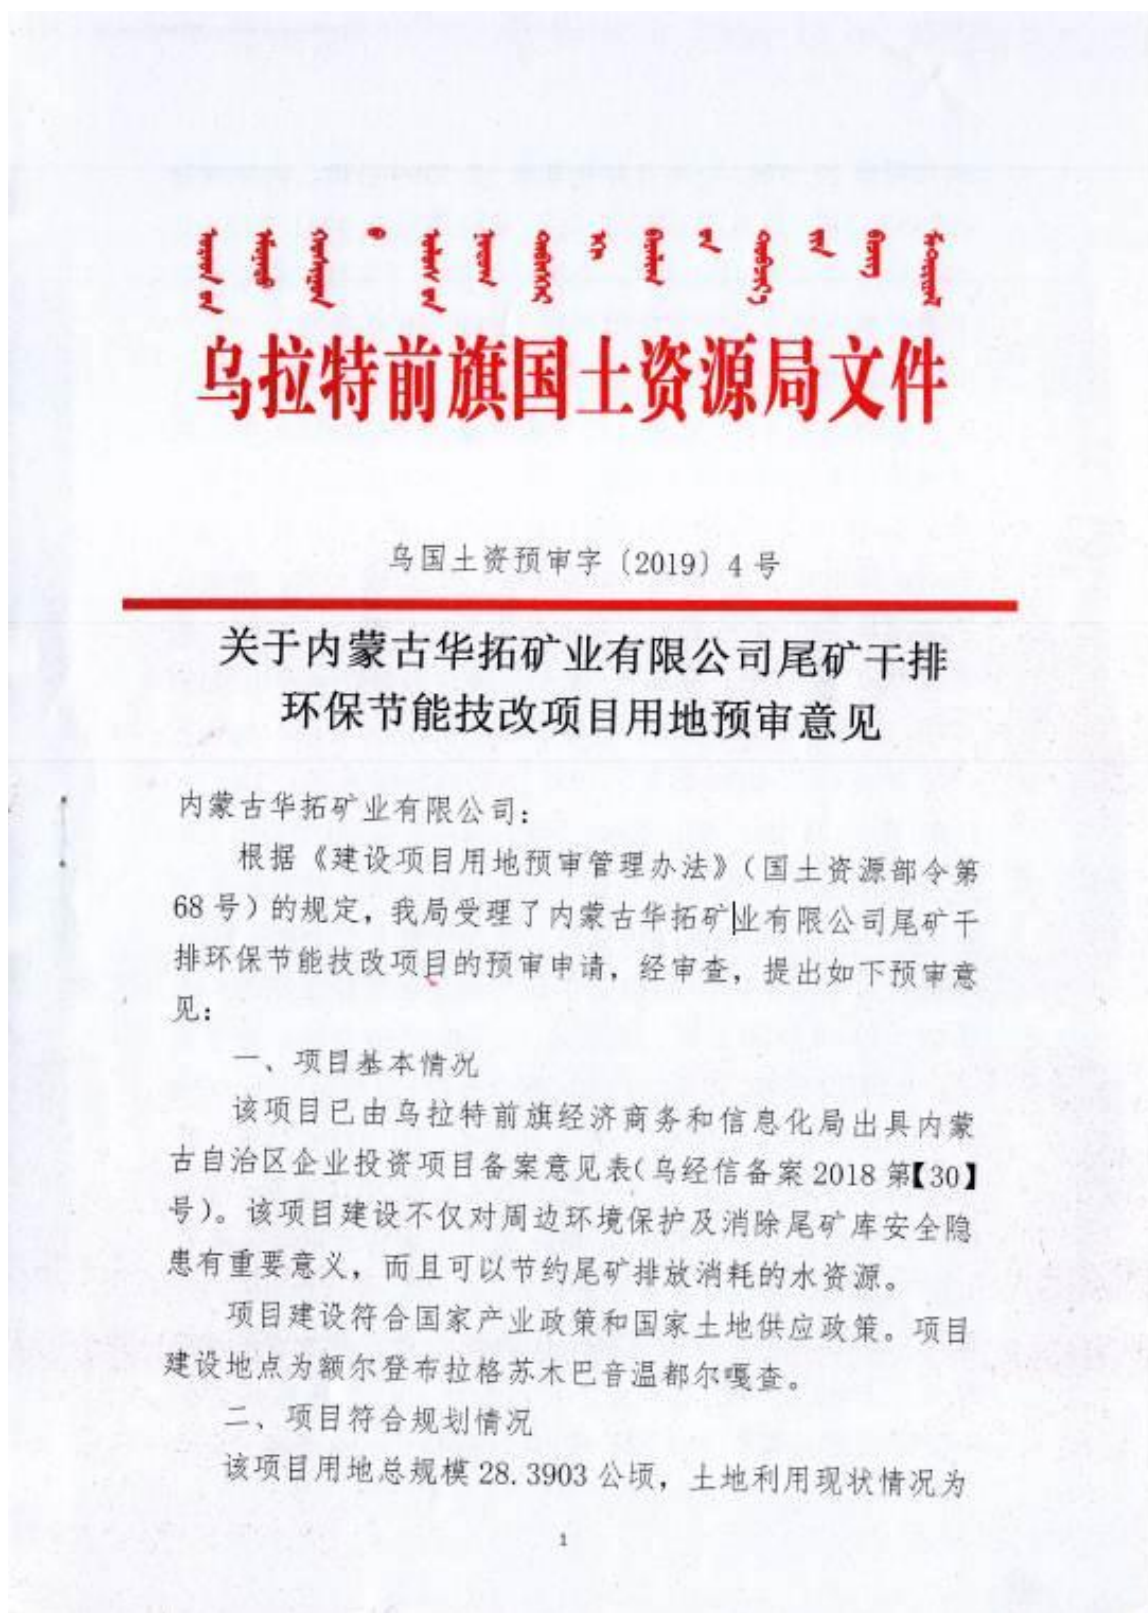 乌拉特前旗国土资源局文件
乌国土资预审字〔2019〕4号
关于内蒙古华拓矿业有限公司尾矿干排
环保节能技改项目用地预审意见
内蒙古华拓矿业有限公司：
根据《建设项目用地预审管理办法》（国土资源部令第
68号）的规定，我局受理了内蒙古华拓矿业有限公司尾矿干
排环保节能技改项目的预审申请，经审查，提出如下预审意
见：
一、项目基本情况
该项目已由乌拉特前旗经济商务和信息化局出具内蒙
古自治区企业投资项目备案意见表(乌经信备案2018第【30】
号)。该项目建设不仅对周边环境保护及消除尾矿库安全隐
患有重要意义，而且可以节约尾矿排放消耗的水资源。
项目建设符合国家产业政策和国家土地供应政策。项目
建设地点为额尔登布拉格苏木巴音温都尔嘎查。
二、项目符合规划情况
该项目用地总规模28.3903公顷，土地利用现状情况为
1